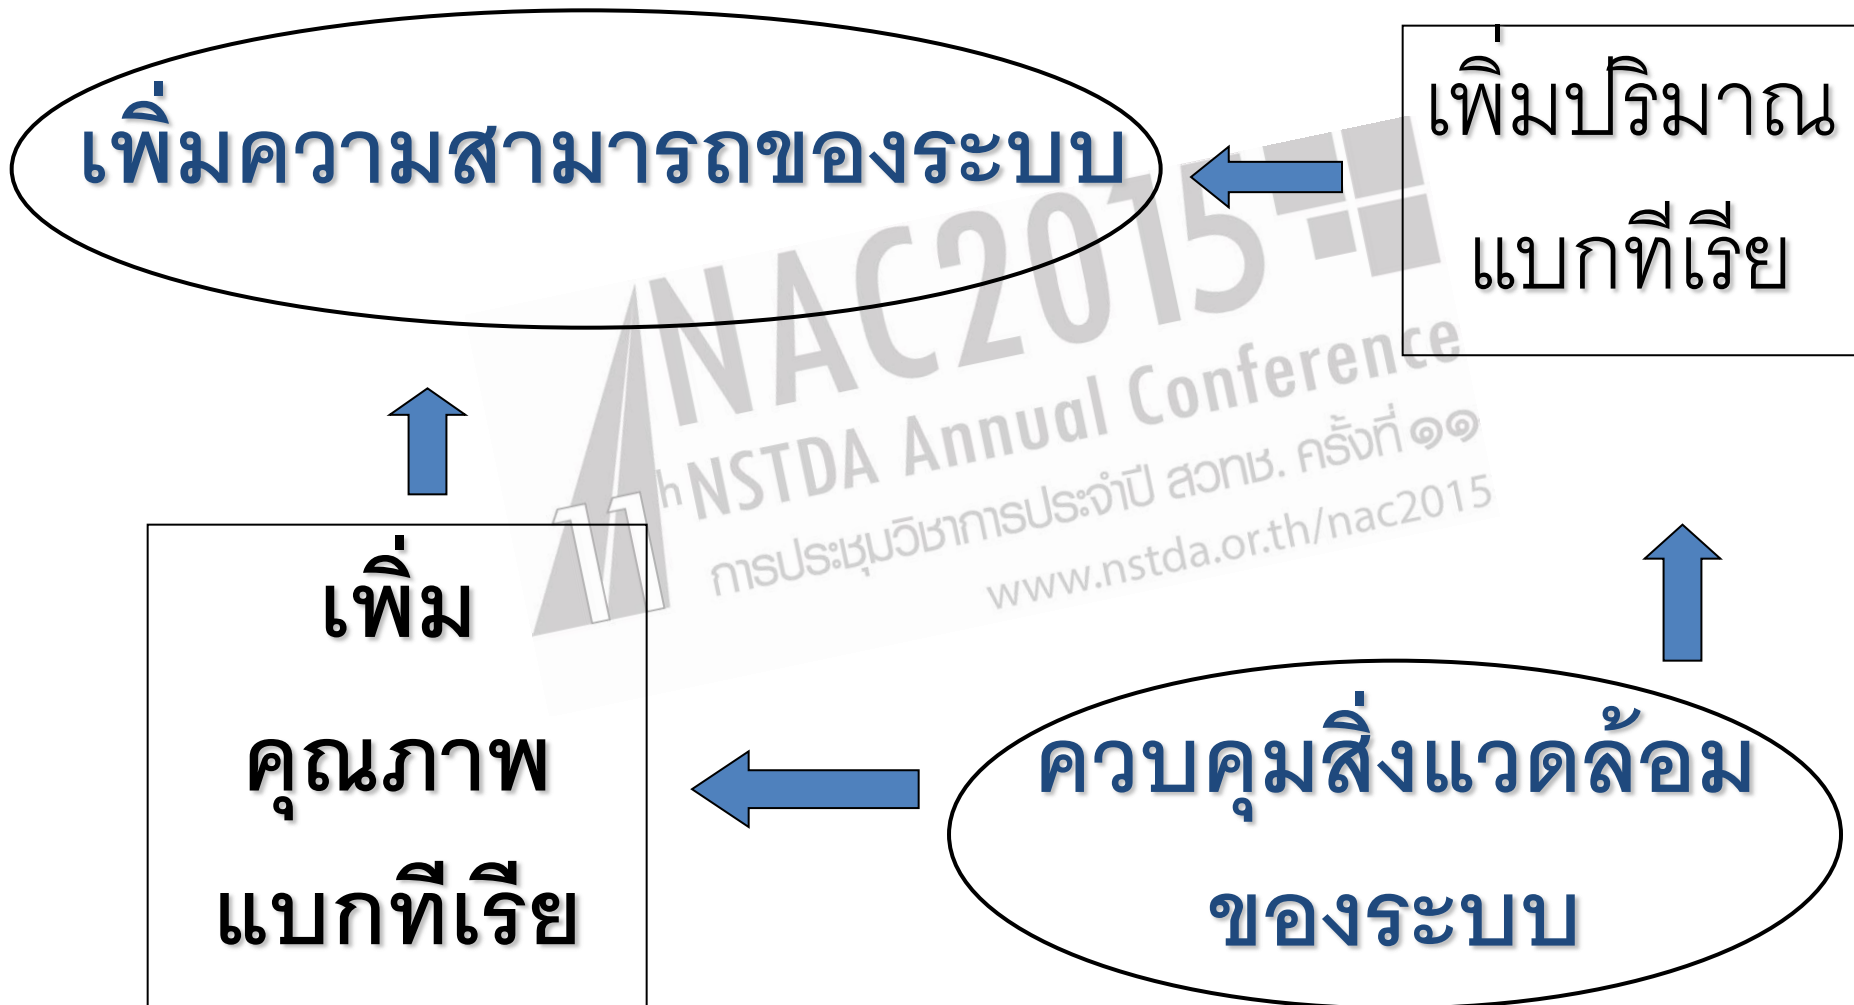 เพิ่มความสามารถของระบบ
เพิ่มปริมาณ
แบกทีเรีย
NAC2015
11h NSTDA Annual Conference
การประชุมวิชาการประจำปี สวทช. ครั้งที่ ๑๑
www.nstda.or.th/nac2015
เพิ่ม
คุณภาพ
แบกทีเรีย
ควบคุมสิ่งแวดล้อม
ของระบบ